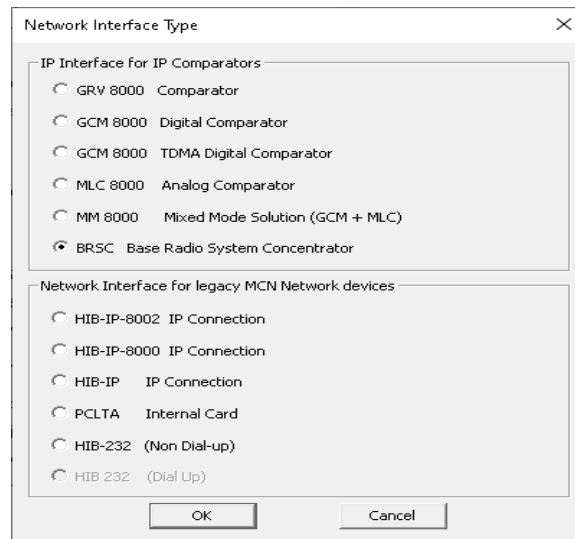 Network Interface Type
IP Interface for IP Comparators
GRV 8000 Comparator
GCM 8000 Digital Comparator
GCM 8000 TDMA Digital Comparator
MLC 8000 Analog Comparator
MM 8000 Mixed Mode Solution (GCM + MLC)
BRSC Base Radio System Concentrator
Network Interface for legacy MCN Network devices
HIB-IP-8002 IP Connection
HIB-IP-8000 IP Connection
HIB-IP IP Connection
PCLTA Internal Card
HIB-232 (Non Dial-up)
HIB 232 (Dial Up)
OK Cancel